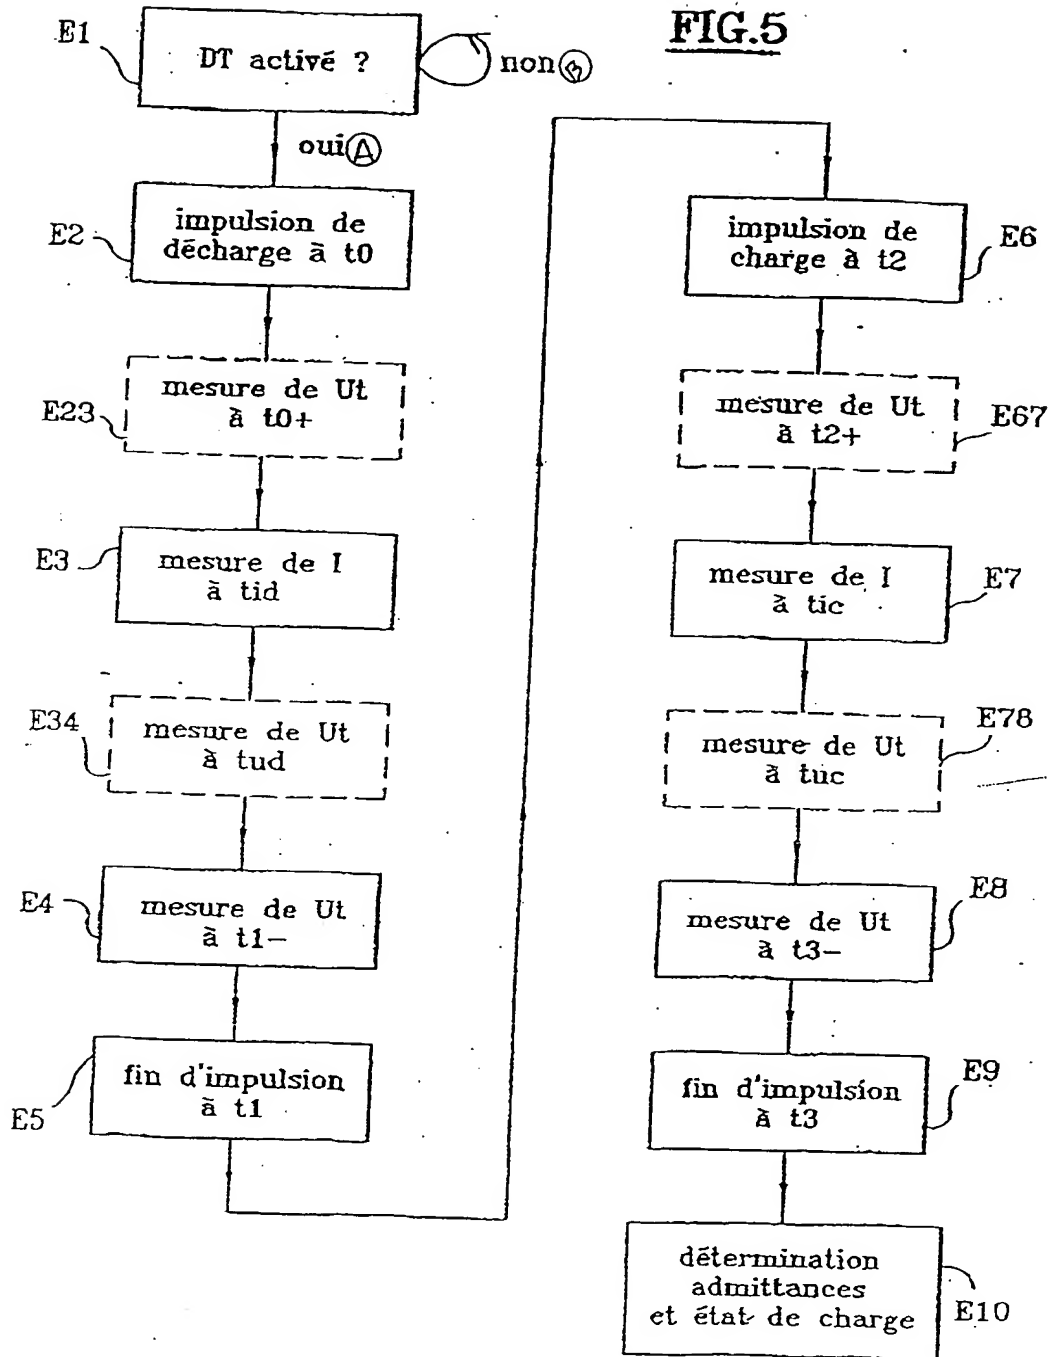 FIG.5
E1
DT activé ?
non B
oui A
E2
impulsion de
décharge à t0
E23
mesure de Ut
à t0+
E3
mesure de I
à tid
E34
mesure de Ut
à tud
E4
mesure de Ut
à t1-
E5
fin d'impulsion
à t1
impulsion de
charge à t2
E6
mesure de Ut
à t2+
E67
mesure de I
à tic
E7
mesure de Ut
à tuc
E78
mesure de Ut
à t3-
E8
fin d'impulsion
à t3
E9
détermination
admittances
et état de charge
E10